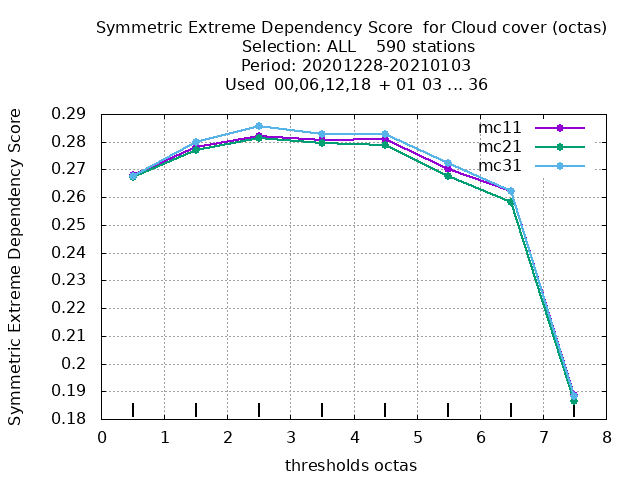 Symmetric Extreme Dependency Score  for Cloud cover (octas)
Selection: ALL    590 stations
Period: 20201228-20210103
Used  00,06,12,18  + 01 03 ... 36
Symmetric Extreme Dependency Score
0.29
0.28
0.27
0.26
0.25
0.24
0.23
0.22
0.21
0.2
0.19
0.18
mc11
mc21
mc31
0 1 2 3 4 5 6 7 8
thresholds octas